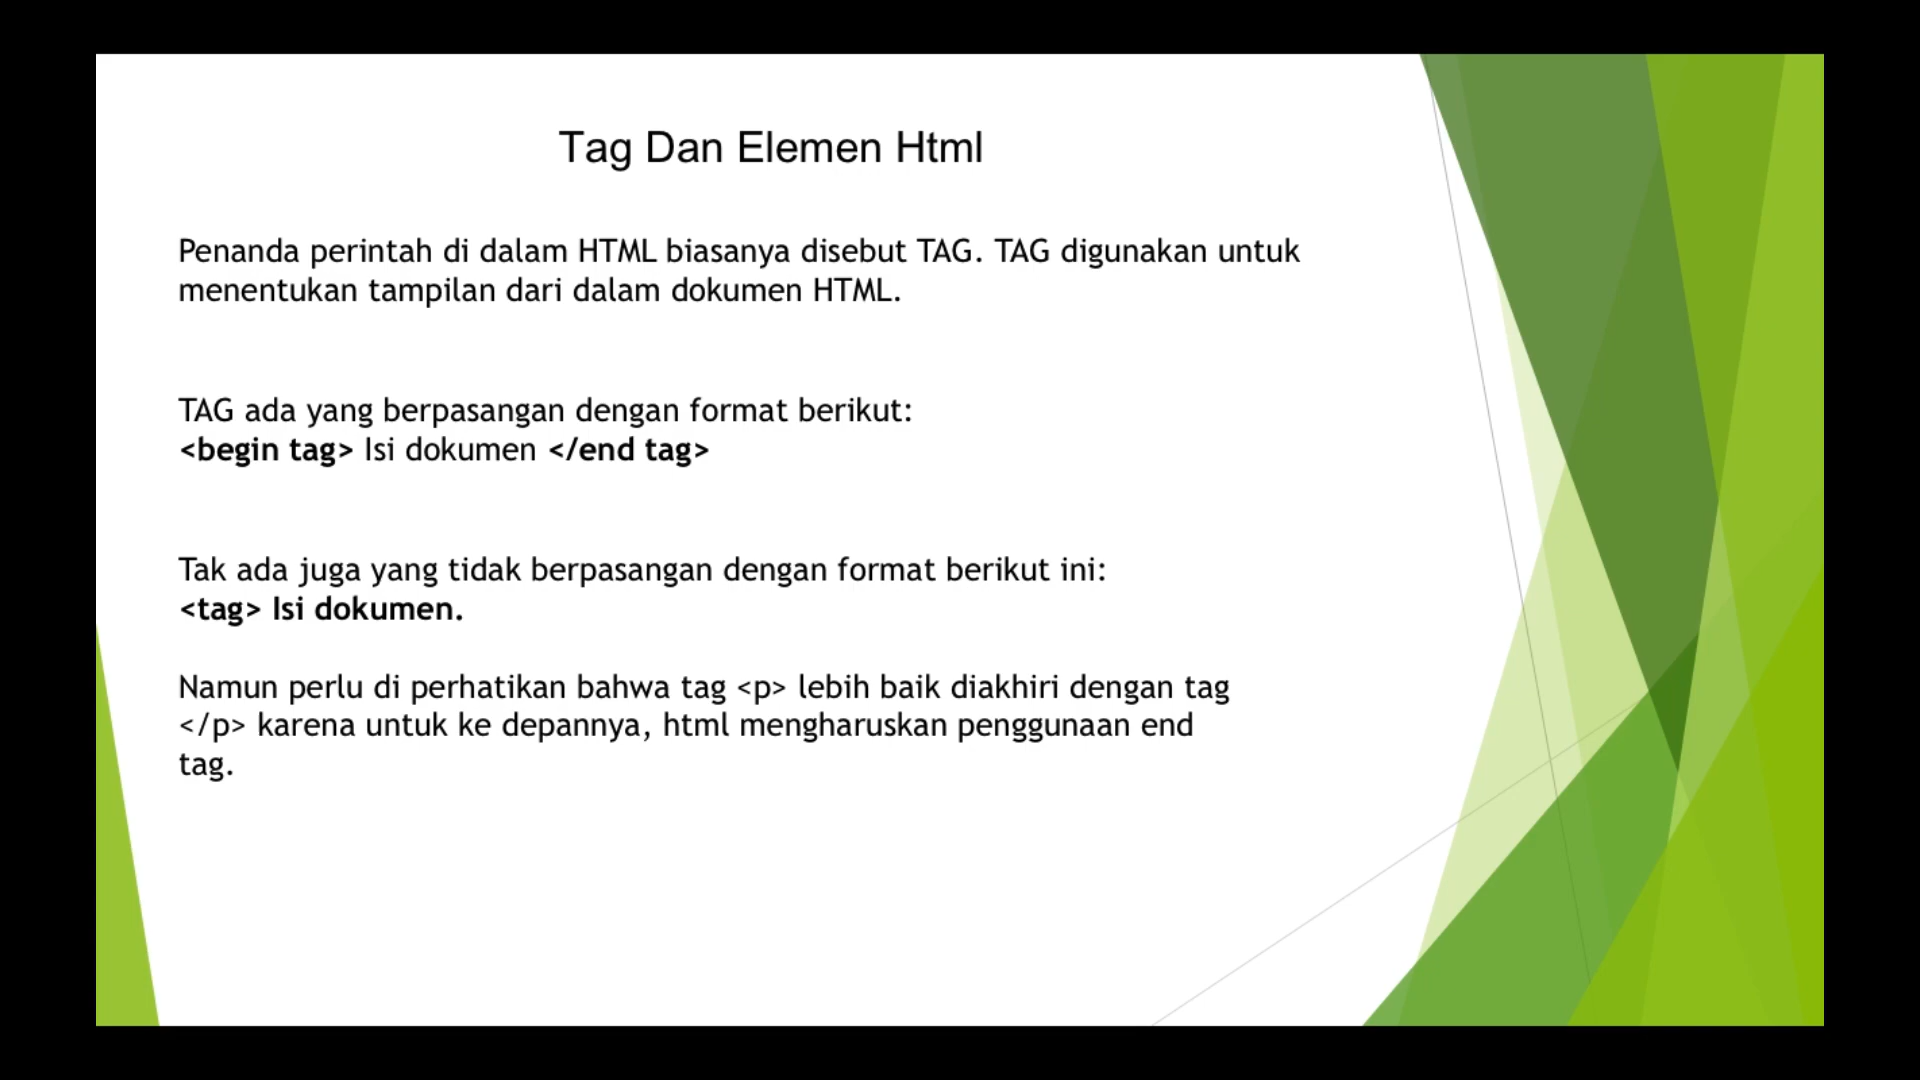 Tag Dan Elemen Html
Penanda perintah di dalam HTML biasanya disebut TAG. TAG digunakan untuk
menentukan tampilan dari dalam dokumen HTML.
TAG ada yang berpasangan dengan format berikut:
<begin tag> Isi dokumen </end tag>
Tak ada juga yang tidak berpasangan dengan format berikut ini:
<tag> Isi dokumen.
Namun perlu di perhatikan bahwa tag <p> lebih baik diakhiri dengan tag
</p> karena untuk ke depannya, html mengharuskan penggunaan end
tag.